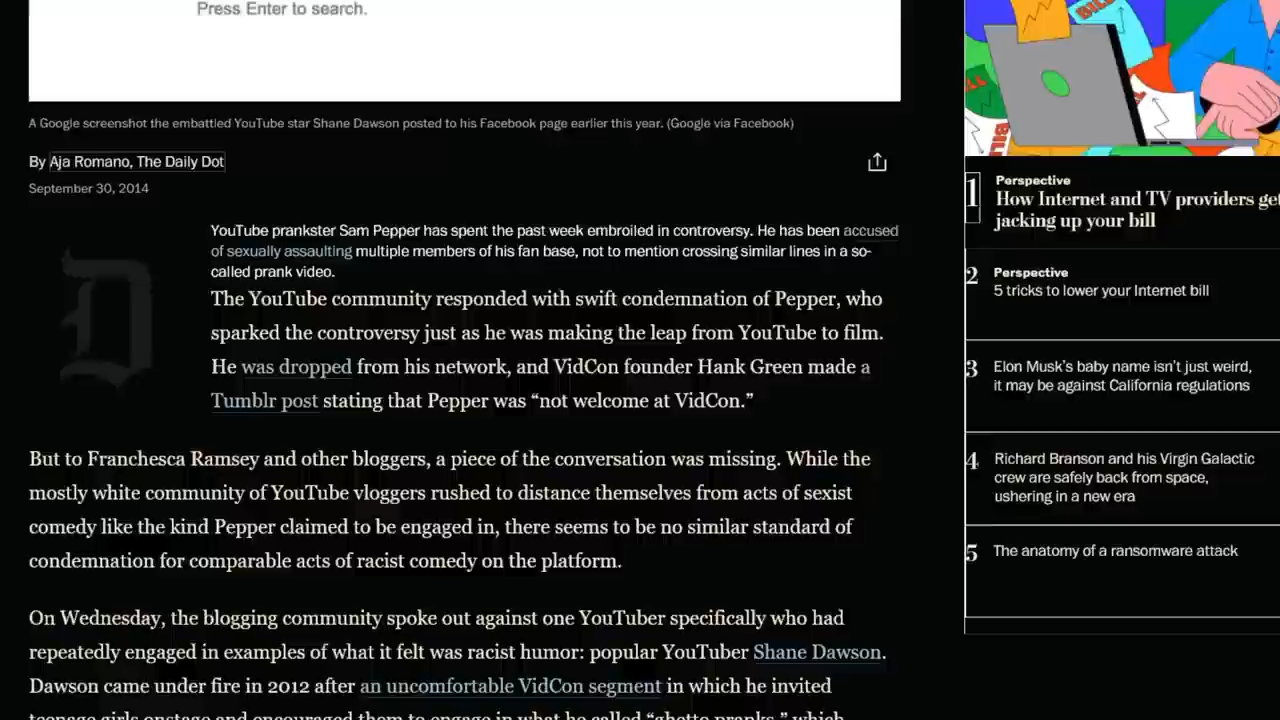 Press Enter to search.
A Google screenshot the embattled YouTube star Shane Dawson posted to his Facebook page earlier this year. (Google via Facebook)
By Aja Romano, The Daily Dot
September 30, 2014
D
YouTube prankster Sam Pepper has spent the past week embroiled in controversy. He has been accused
of sexually assaulting multiple members of his fan base, not to mention crossing similar lines in a so-
called prank video.
The YouTube community responded with swift condemnation of Pepper, who
sparked the controversy just as he was making the leap from YouTube to film.
He was dropped from his network, and VidCon founder Hank Green made a
Tumblr post stating that Pepper was “not welcome at VidCon.”
But to Franchesca Ramsey and other bloggers, a piece of the conversation was missing. While the
mostly white community of YouTube vloggers rushed to distance themselves from acts of sexist
comedy like the kind Pepper claimed to be engaged in, there seems to be no similar standard of
condemnation for comparable acts of racist comedy on the platform.
On Wednesday, the blogging community spoke out against one YouTuber specifically who had
repeatedly engaged in examples of what it felt was racist humor: popular YouTuber Shane Dawson.
Dawson came under fire in 2012 after an uncomfortable VidCon segment in which he invited
teenage girls onstage and encouraged them to engage in what he called “ghetto pranks,” which
BILL
1
Perspective
How Internet and TV providers get
jacking up your bill
2
Perspective
5 tricks to lower your Internet bill
3
Elon Musk’s baby name isn’t just weird,
it may be against California regulations
4
Richard Branson and his Virgin Galactic
crew are safely back from space,
ushering in a new era
5
The anatomy of a ransomware attack